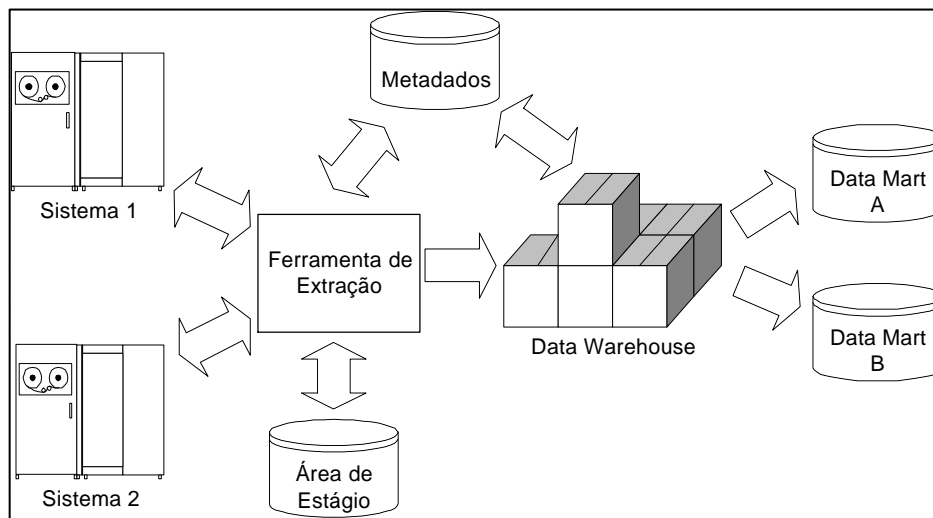 Metadados
Sistema 1
Ferramenta de
Extração
Data Mart
A
Data Warehouse
Data Mart
B
Sistema 2
Área de
Estágio